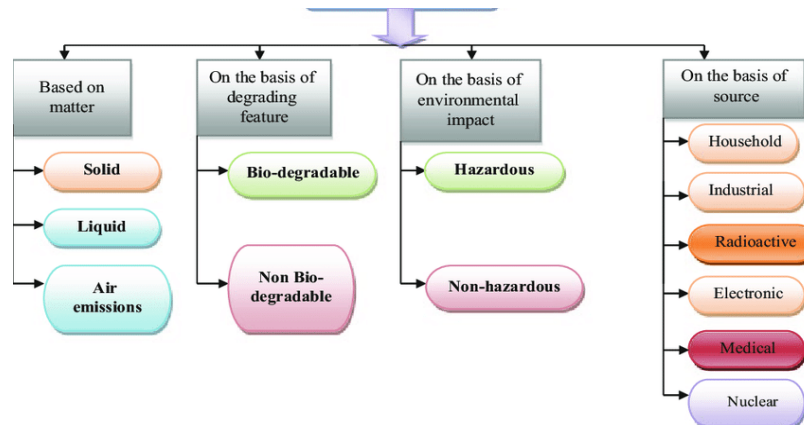 Based on
matter
Solid
Liquid
Air
emissions
On the basis of
degrading
feature
Bio-degradable
Non Bio-
degradable
On the basis of
environmental
impact
Hazardous
Non-hazardous
On the basis of
source
Household
Industrial
Radioactive
Electronic
Medical
Nuclear